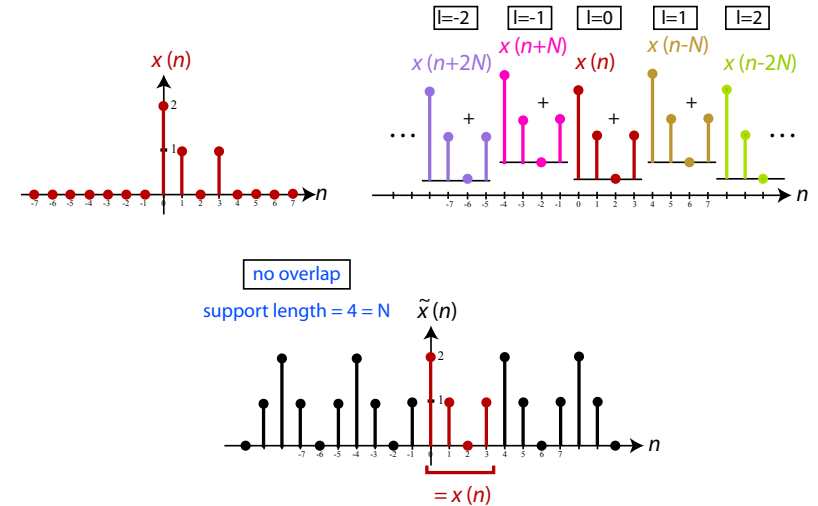 l=-2 l=-1 l=0 l=1 l=2
x (n+2N) x (n+N) x (n) x (n-N) x (n-2N)
+ + + +
... ...
-7 -6 -5 -4 -3 -2 -1 0 1 2 3 4 5 6 7 n
x (n)
2
1
-7 -6 -5 -4 -3 -2 -1 0 1 2 3 4 5 6 7 n
no overlap
support length = 4 = N
x̃ (n)
2
1
-7 -6 -5 -4 -3 -2 -1 0 1 2 3 4 5 6 7 n
= x (n)